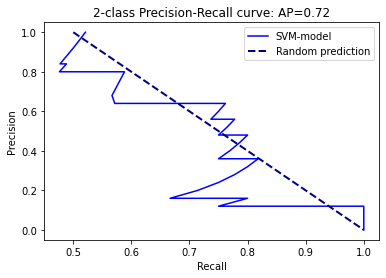 2-class Precision-Recall curve: AP=0.72
SVM-model
Random prediction
Precision
1.0
0.8
0.6
0.4
0.2
0.0
0.5 0.6 0.7 0.8 0.9 1.0
Recall